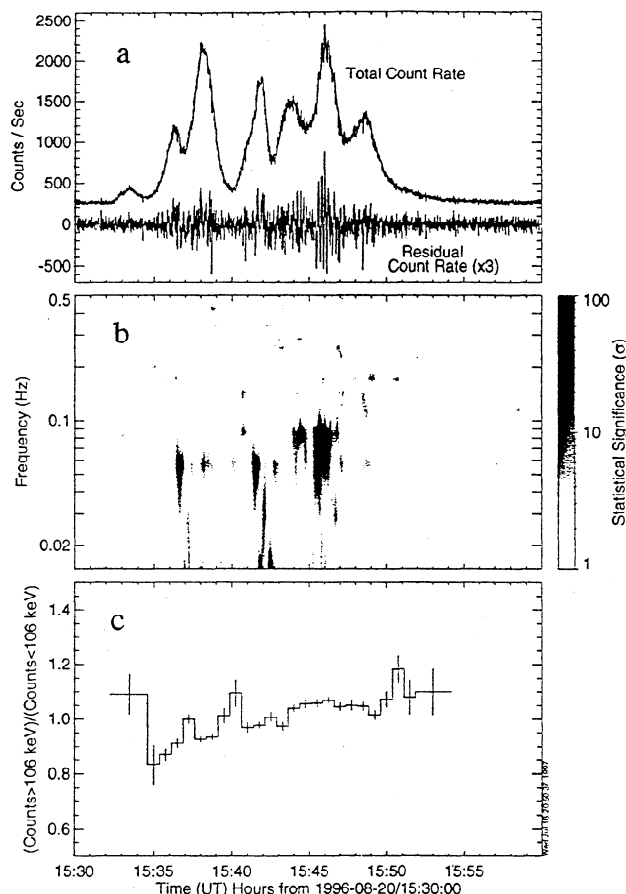 a
2500
2000
1500
1000
500
0
-500
Counts / Sec
Total Count Rate
Residual
Count Rate (x3)
b
0.5
0.1
0.02
Frequency (Hz)
100
10
1
Statistical Significance (σ)
c
1.4
1.2
1.0
0.8
0.6
(Counts>106 keV)/(Counts<106 keV)
15:30 15:35 15:40 15:45 15:50 15:55
Time (UT) Hours from 1996-08-20/15:30:00